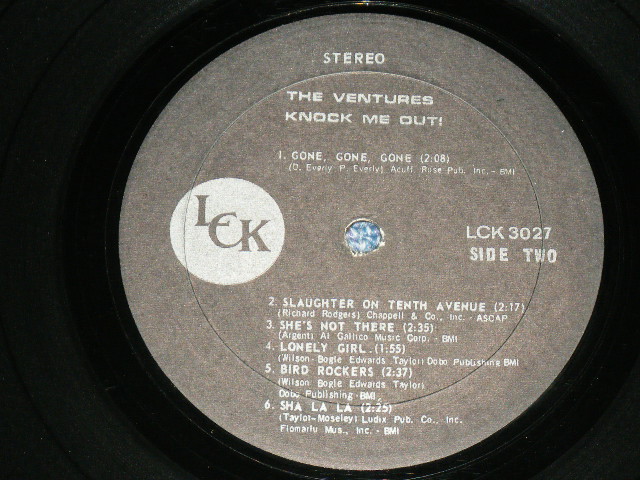 STEREO
THE VENTURES
KNOCK ME OUT!
1. GONE, GONE, GONE (2:08)
(D. Everly P. Everly) Acuff Rose Pub. Inc. - BMI
LCK
LCK 3027
SIDE TWO
2. SLAUGHTER ON TENTH AVENUE (2:17)
(Richard Rodgers) Chappell & Co., Inc. - ASCAP
3. SHE'S NOT THERE (2:35)
(Argent) Al Gallico Music Corp. - BMI
4. LONELY GIRL (1:55)
(Wilson-Bogle Edwards Taylor) Dobo Publishing BMI
5. BIRD ROCKERS (2:37)
(Wilson Bogle Edwards Taylor)
Dobo Publishing - BMI
6. SHA LA LA (2:25)
(Taylor-Moseley) Ludix Pub. Co., Inc.
Flomarlu Mus., Inc. - BMI